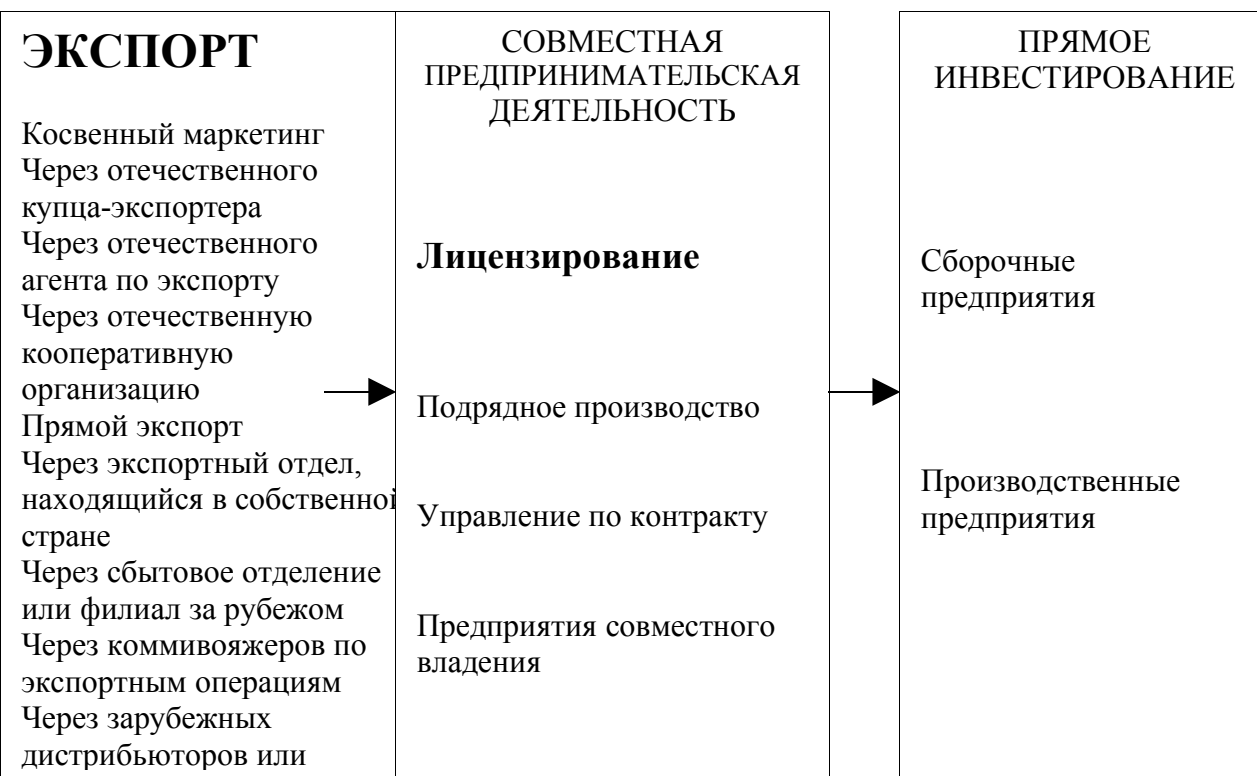 ЭКСПОРТ
Косвенный маркетинг
Через отечественного
купца-экспортера
Через отечественного
агента по экспорту
Через отечественную
кооперативную
организацию
Прямой экспорт
Через экспортный отдел,
находящийся в собственной
стране
Через сбытовое отделение
или филиал за рубежом
Через коммивояжеров по
экспортным операциям
Через зарубежных
дистрибьюторов или
СОВМЕСТНАЯ
ПРЕДПРИНИМАТЕЛЬСКАЯ
ДЕЯТЕЛЬНОСТЬ
Лицензирование
Подрядное производство
Управление по контракту
Предприятия совместного
владения
ПРЯМОЕ
ИНВЕСТИРОВАНИЕ
Сборочные
предприятия
Производственные
предприятия